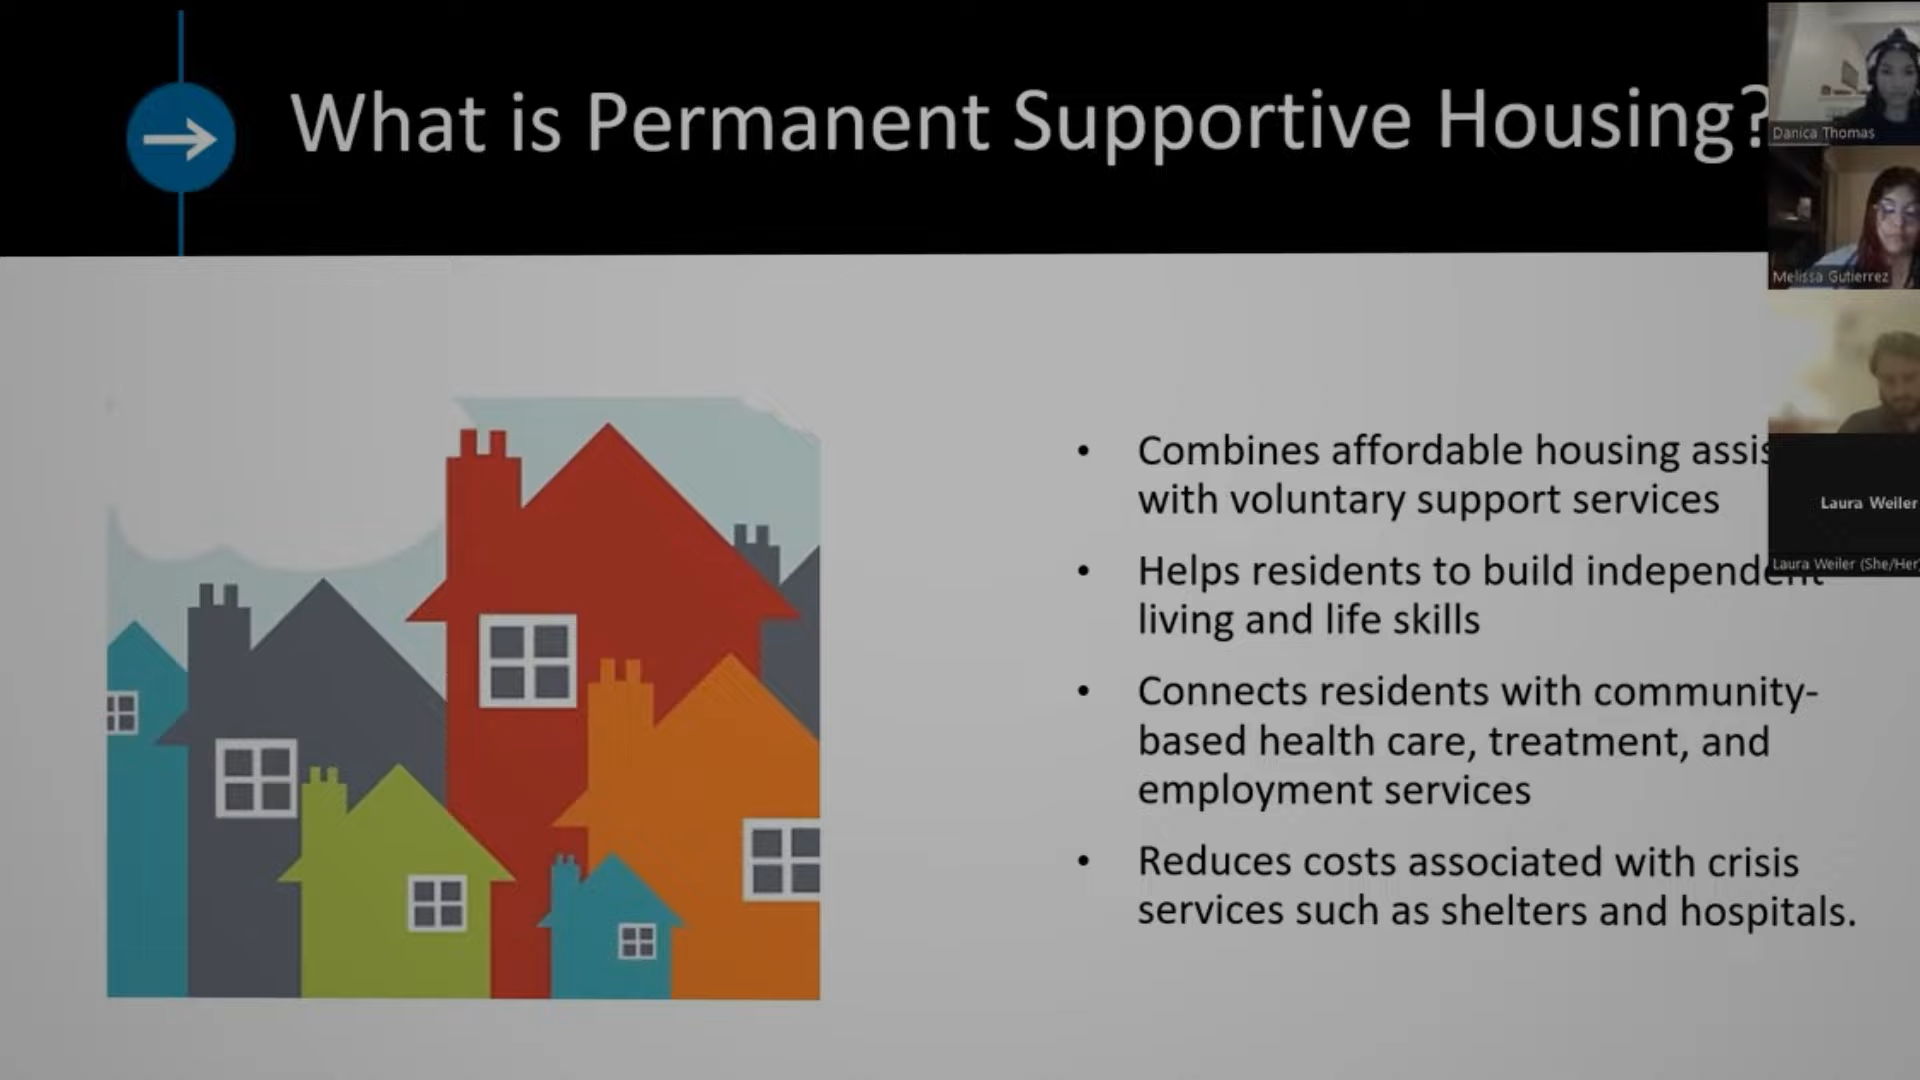 What is Permanent Supportive Housing?
Danica Thomas
Melissa Gutierrez
Laura Weiler
Laura Weiler (She/Her)
• Combines affordable housing
with voluntary support services
• Helps residents to build independent
living and life skills
• Connects residents with community-
based health care, treatment, and
employment services
• Reduces costs associated with crisis
services such as shelters and hospitals.